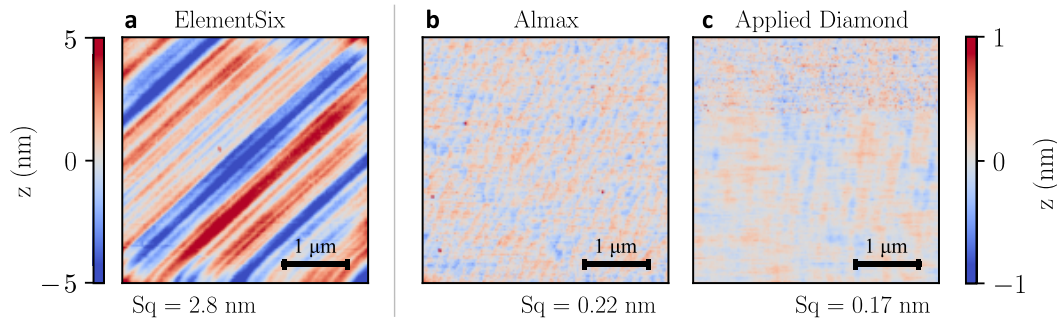 a ElementSix
b Almax
c Applied Diamond
5
0
−5
z (nm)
1 μm
1 μm
1 μm
1
0
−1
z (nm)
Sq = 2.8 nm
Sq = 0.22 nm
Sq = 0.17 nm